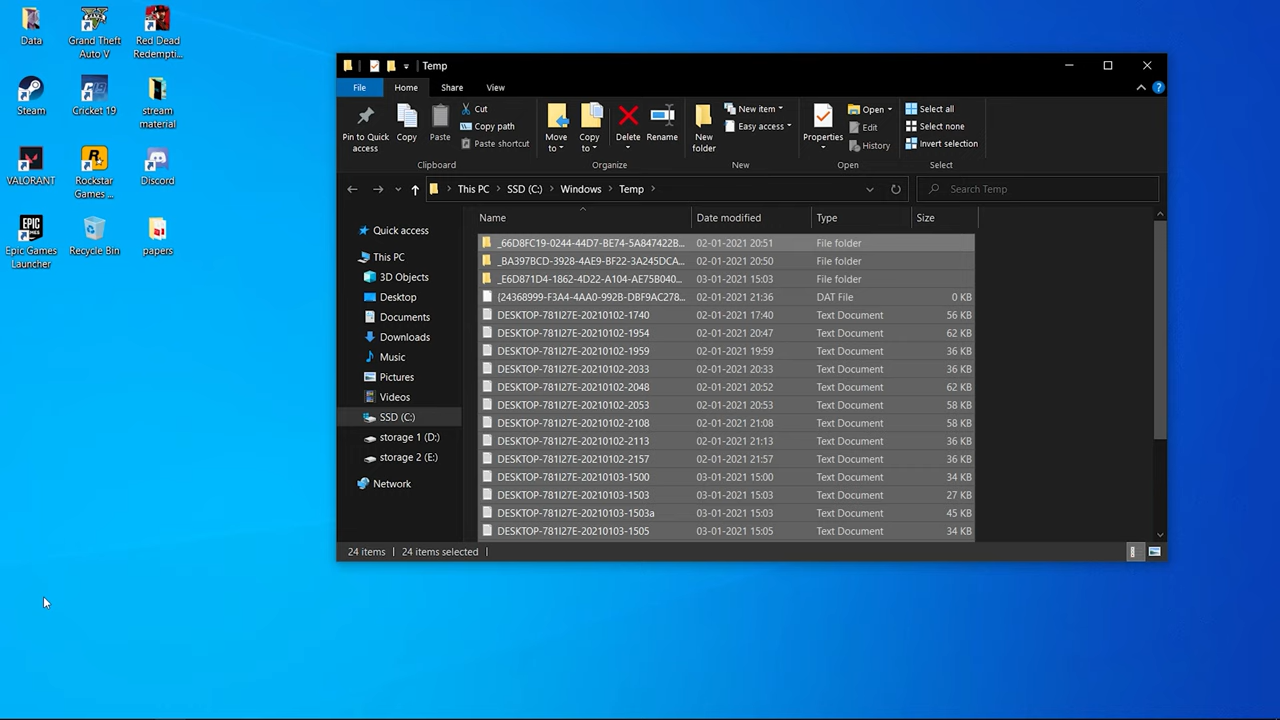 Data
Grand Theft Auto V
Red Dead Redempti...
Steam
Cricket 19
stream material
VALORANT
Rockstar Games ...
Discord
Epic Games Launcher
Recycle Bin
papers
Temp
File
Home
Share
View
Pin to Quick access
Copy
Paste
Cut
Copy path
Paste shortcut
Clipboard
Move to
Copy to
Delete
Rename
Organize
New folder
New item
Easy access
New
Properties
Open
Edit
History
Open
Select all
Select none
Invert selection
Select
This PC > SSD (C:) > Windows > Temp >
Search Temp
Name Date modified Type Size
Quick access
This PC
3D Objects
Desktop
Documents
Downloads
Music
Pictures
Videos
SSD (C:)
storage 1 (D:)
storage 2 (E:)
Network
_66D8FC19-0244-44D7-BE74-5A847422B... 02-01-2021 20:51 File folder
_BA397BCD-3928-4AE9-BF22-3A245DCA... 02-01-2021 20:50 File folder
_E6D871D4-1862-4D22-A104-AE75B040... 03-01-2021 15:03 File folder
{24368999-F3A4-4AA0-992B-DBF9AC278... 02-01-2021 21:36 DAT File 0 KB
DESKTOP-781I27E-20210102-1740 02-01-2021 17:40 Text Document 56 KB
DESKTOP-781I27E-20210102-1954 02-01-2021 20:47 Text Document 62 KB
DESKTOP-781I27E-20210102-1959 02-01-2021 19:59 Text Document 36 KB
DESKTOP-781I27E-20210102-2033 02-01-2021 20:33 Text Document 36 KB
DESKTOP-781I27E-20210102-2048 02-01-2021 20:52 Text Document 62 KB
DESKTOP-781I27E-20210102-2053 02-01-2021 20:53 Text Document 58 KB
DESKTOP-781I27E-20210102-2108 02-01-2021 21:08 Text Document 58 KB
DESKTOP-781I27E-20210102-2113 02-01-2021 21:13 Text Document 36 KB
DESKTOP-781I27E-20210102-2157 02-01-2021 21:57 Text Document 36 KB
DESKTOP-781I27E-20210103-1500 03-01-2021 15:00 Text Document 34 KB
DESKTOP-781I27E-20210103-1503 03-01-2021 15:03 Text Document 27 KB
DESKTOP-781I27E-20210103-1503a 03-01-2021 15:03 Text Document 45 KB
DESKTOP-781I27E-20210103-1505 03-01-2021 15:05 Text Document 34 KB
24 items 24 items selected